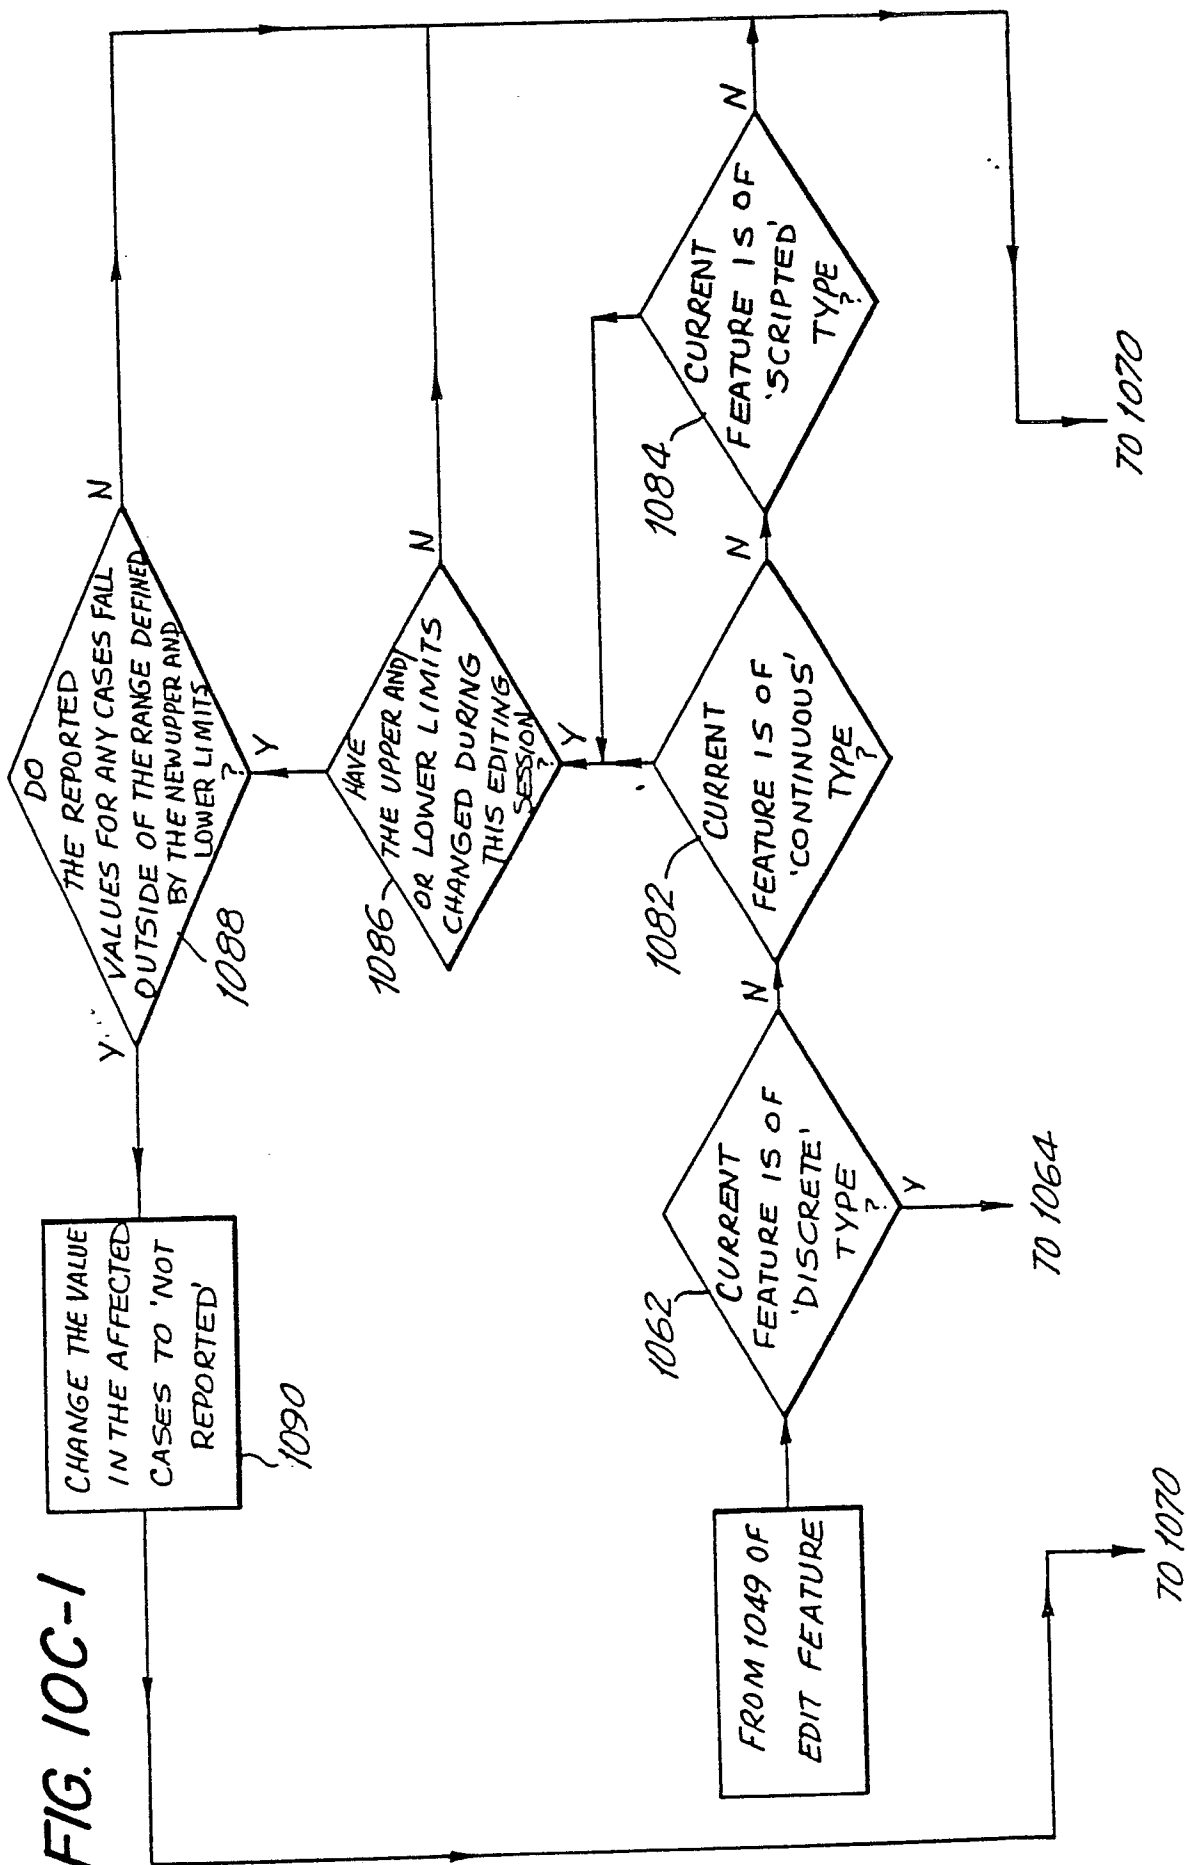 FIG. 10C-1
DO
THE REPORTED
VALUES FOR ANY CASES FALL
OUTSIDE OF THE RANGE DEFINED
BY THE NEW UPPER AND
LOWER LIMITS
?
Y
N
Y
1088
CHANGE THE VALUE
IN THE AFFECTED
CASES TO 'NOT
REPORTED'
1090
HAVE
THE UPPER AND/
OR LOWER LIMITS
CHANGED DURING
THIS EDITING
SESSION
?
N
Y
1086
FROM 1049 OF
EDIT FEATURE
CURRENT
FEATURE IS OF
'DISCRETE'
TYPE
?
N
Y
1062
TO 1064
CURRENT
FEATURE IS OF
'CONTINUOUS'
TYPE
?
N
1082
CURRENT
FEATURE IS OF
'SCRIPTED'
TYPE
?
N
1084
TO 1070
TO 1070